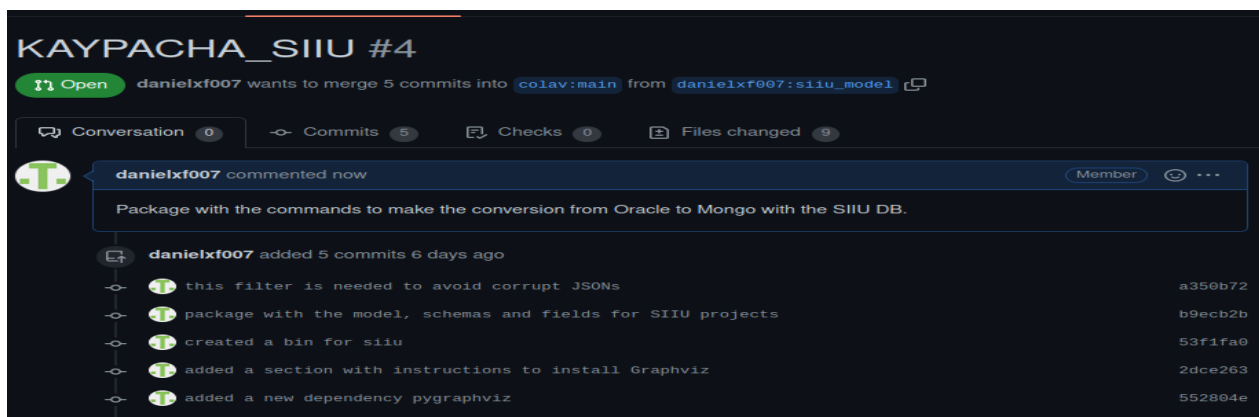 KAYPACHA_SIIU #4
Open danielxf007 wants to merge 5 commits into colav:main from danielxf007:siiu_model
Conversation 0 Commits 5 Checks 0 Files changed 9
danielxf007 commented now Member ...
Package with the commands to make the conversion from Oracle to Mongo with the SIIU DB.
danielxf007 added 5 commits 6 days ago
this filter is needed to avoid corrupt JSONs a350b72
package with the model, schemas and fields for SIIU projects b9ecb2b
created a bin for siiu 53f1fa0
added a section with instructions to install Graphviz 2dce263
added a new dependency pygraphviz 552804e